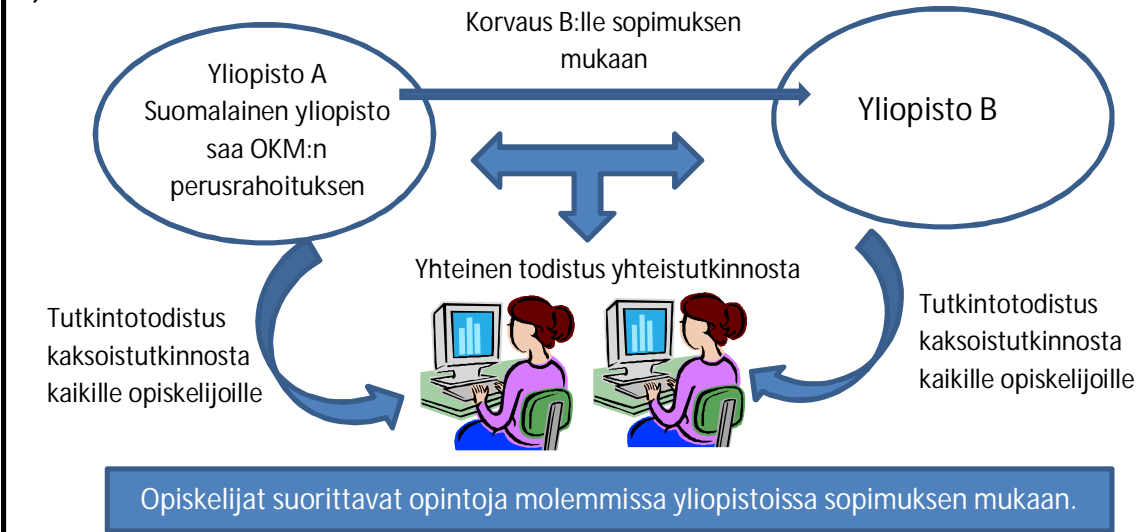 Korvaus B:lle sopimuksen
mukaan
Yliopisto A
Suomalainen yliopisto
saa OKM:n
perusrahoituksen
Yliopisto B
Yhteinen todistus yhteistutkinnosta
Tutkintotodistus
kaksoistutkinnosta
kaikille opiskelijoille
Tutkintotodistus
kaksoistutkinnosta
kaikille opiskelijoille
Opiskelijat suorittavat opintoja molemmissa yliopistoissa sopimuksen mukaan.